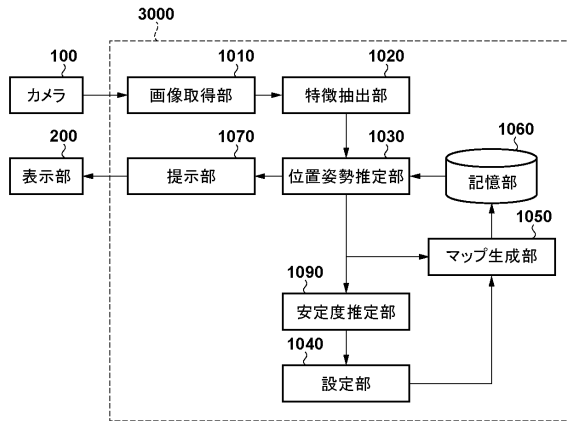 3000
100
1010
1020
カメラ
画像取得部
特徴抽出部
200
1070
1030
1060
表示部
提示部
位置姿勢推定部
記憶部
1050
マップ生成部
1090
安定度推定部
1040
設定部